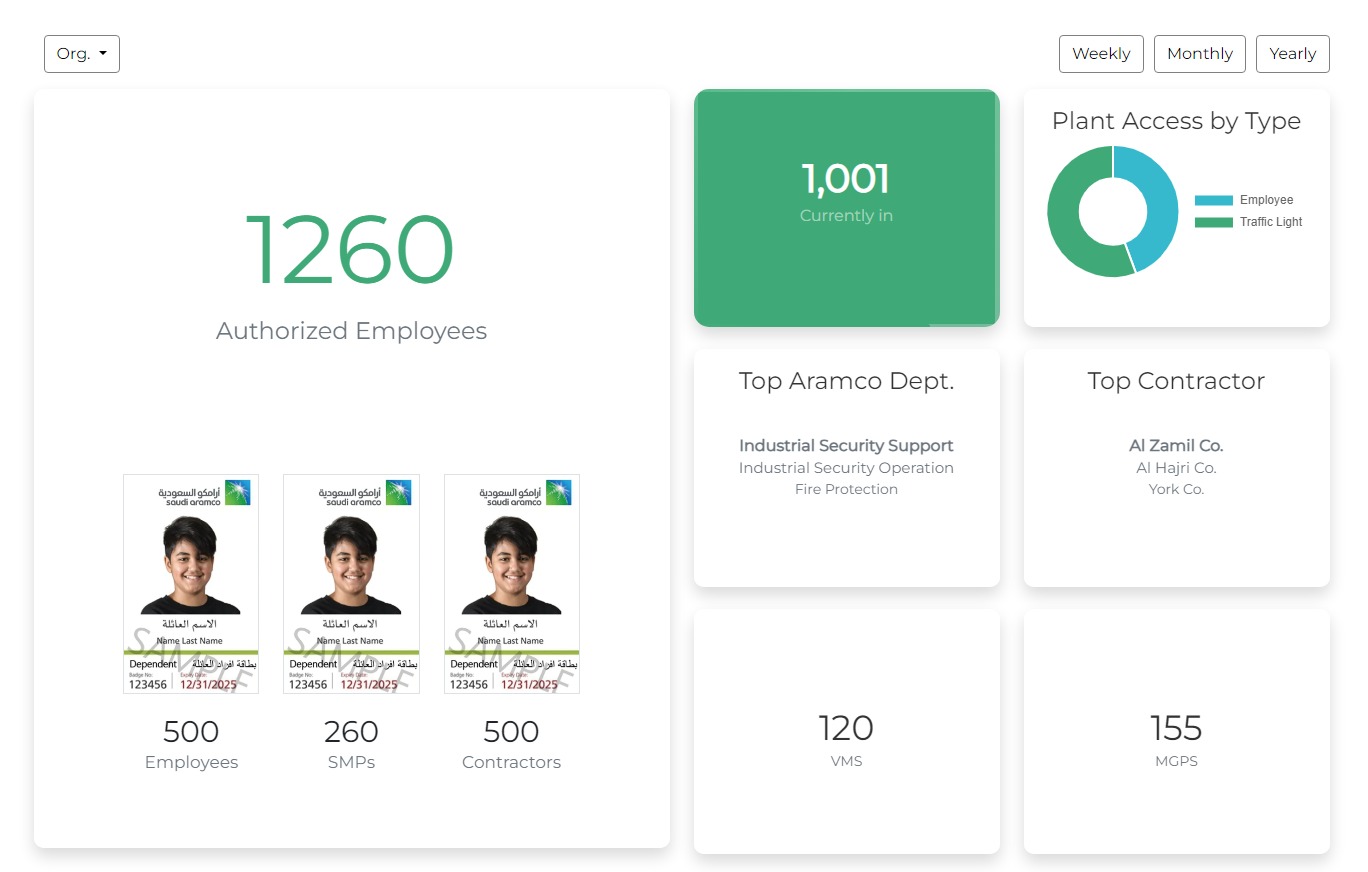 Org.
Weekly
Monthly
Yearly
1260
Authorized Employees
1,001
Currently in
Plant Access by Type
Employee
Traffic Light
Top Aramco Dept.
Industrial Security Support
Industrial Security Operation
Fire Protection
Top Contractor
Al Zamil Co.
Al Hajri Co.
York Co.
أرامكو السعودية
saudi aramco
الاسم العائلة
Name Last Name
SAMPLE
Dependent بطاقة افراد العائلة
Badge No: Expiry Date:
123456 12/31/2025
أرامكو السعودية
saudi aramco
الاسم العائلة
Name Last Name
SAMPLE
Dependent بطاقة افراد العائلة
Badge No: Expiry Date:
123456 12/31/2025
أرامكو السعودية
saudi aramco
الاسم العائلة
Name Last Name
SAMPLE
Dependent بطاقة افراد العائلة
Badge No: Expiry Date:
123456 12/31/2025
500
Employees
260
SMPs
500
Contractors
120
VMS
155
MGPS